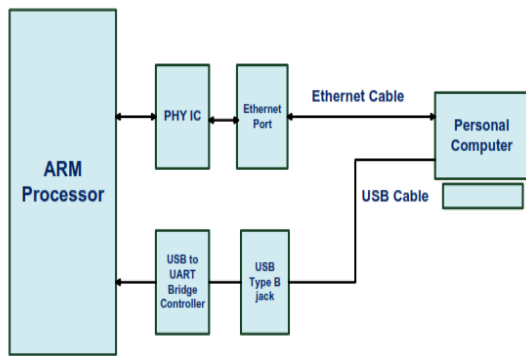 ARM
Processor
PHY IC
Ethernet
Port
Ethernet Cable
Personal
Computer
USB Cable
USB to
UART
Bridge
Controller
USB
Type B
jack